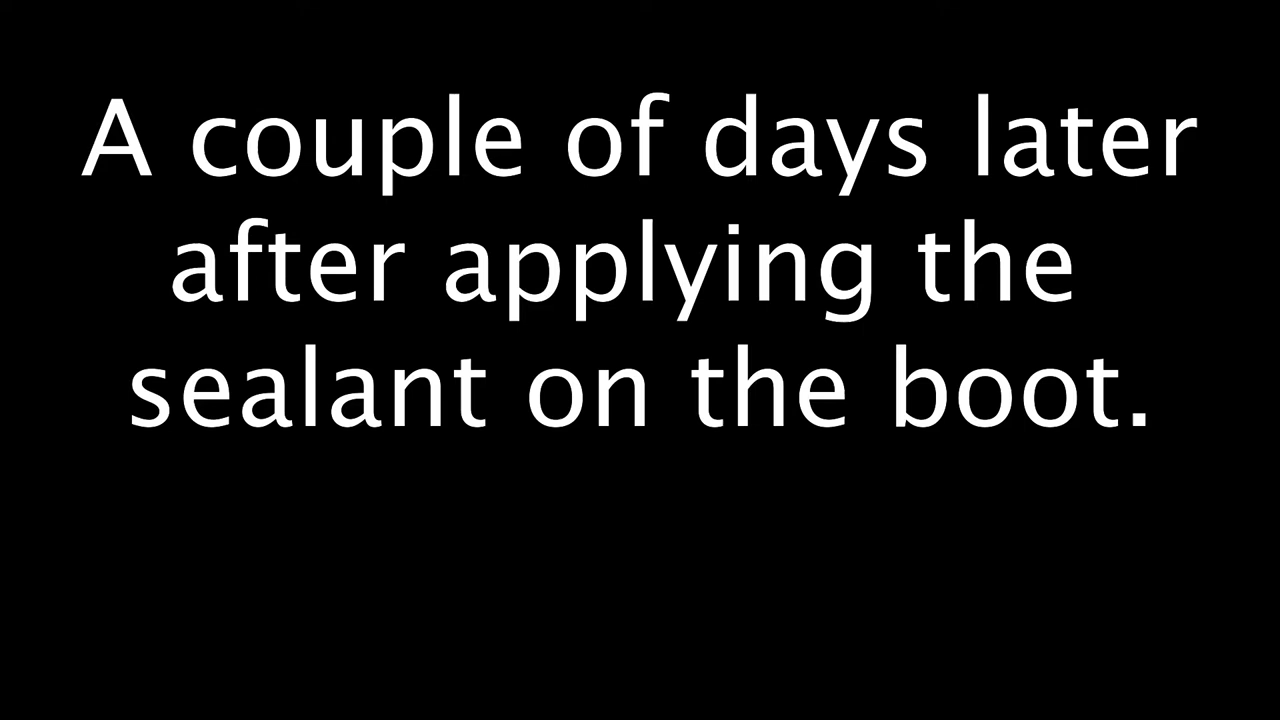 A couple of days later
after applying the
sealant on the boot.